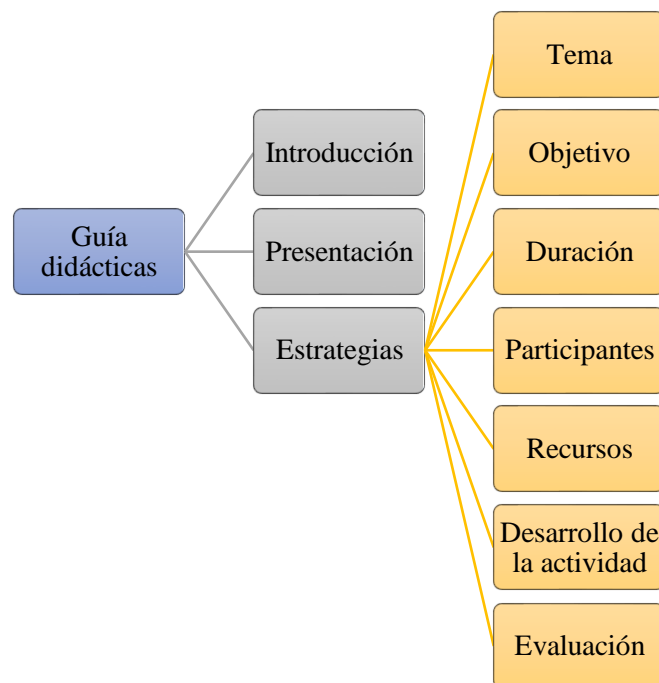 Guía
didácticas
Introducción
Presentación
Estrategias
Tema
Objetivo
Duración
Participantes
Recursos
Desarrollo de
la actividad
Evaluación